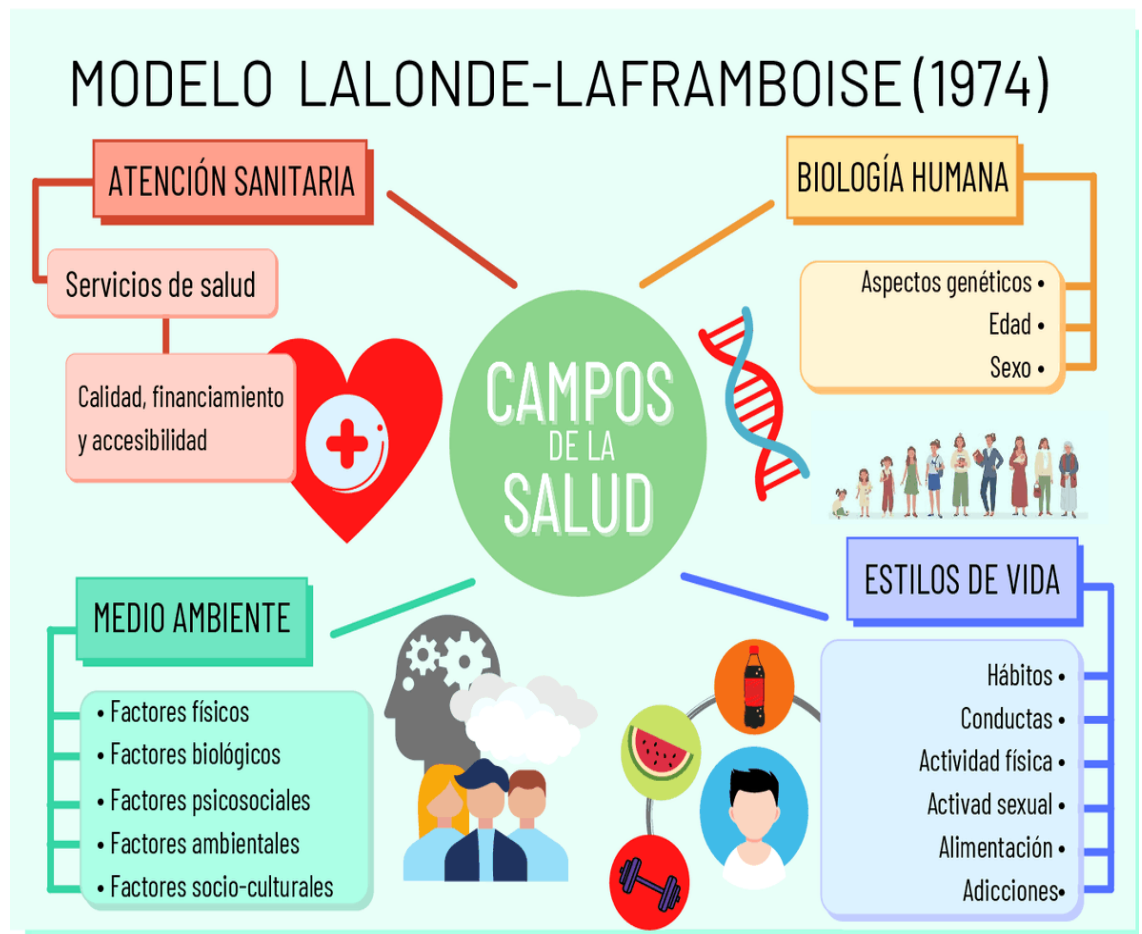 MODELO LALONDE-LAFRAMBOISE (1974)
ATENCIÓN SANITARIA
Servicios de salud
Calidad, financiamiento
y accesibilidad
BIOLOGÍA HUMANA
Aspectos genéticos •
Edad •
Sexo •
CAMPOS
DE LA
SALUD
MEDIO AMBIENTE
• Factores físicos
• Factores biológicos
• Factores psicosociales
• Factores ambientales
• Factores socio-culturales
ESTILOS DE VIDA
Hábitos •
Conductas •
Actividad física •
Activad sexual •
Alimentación •
Adicciones•